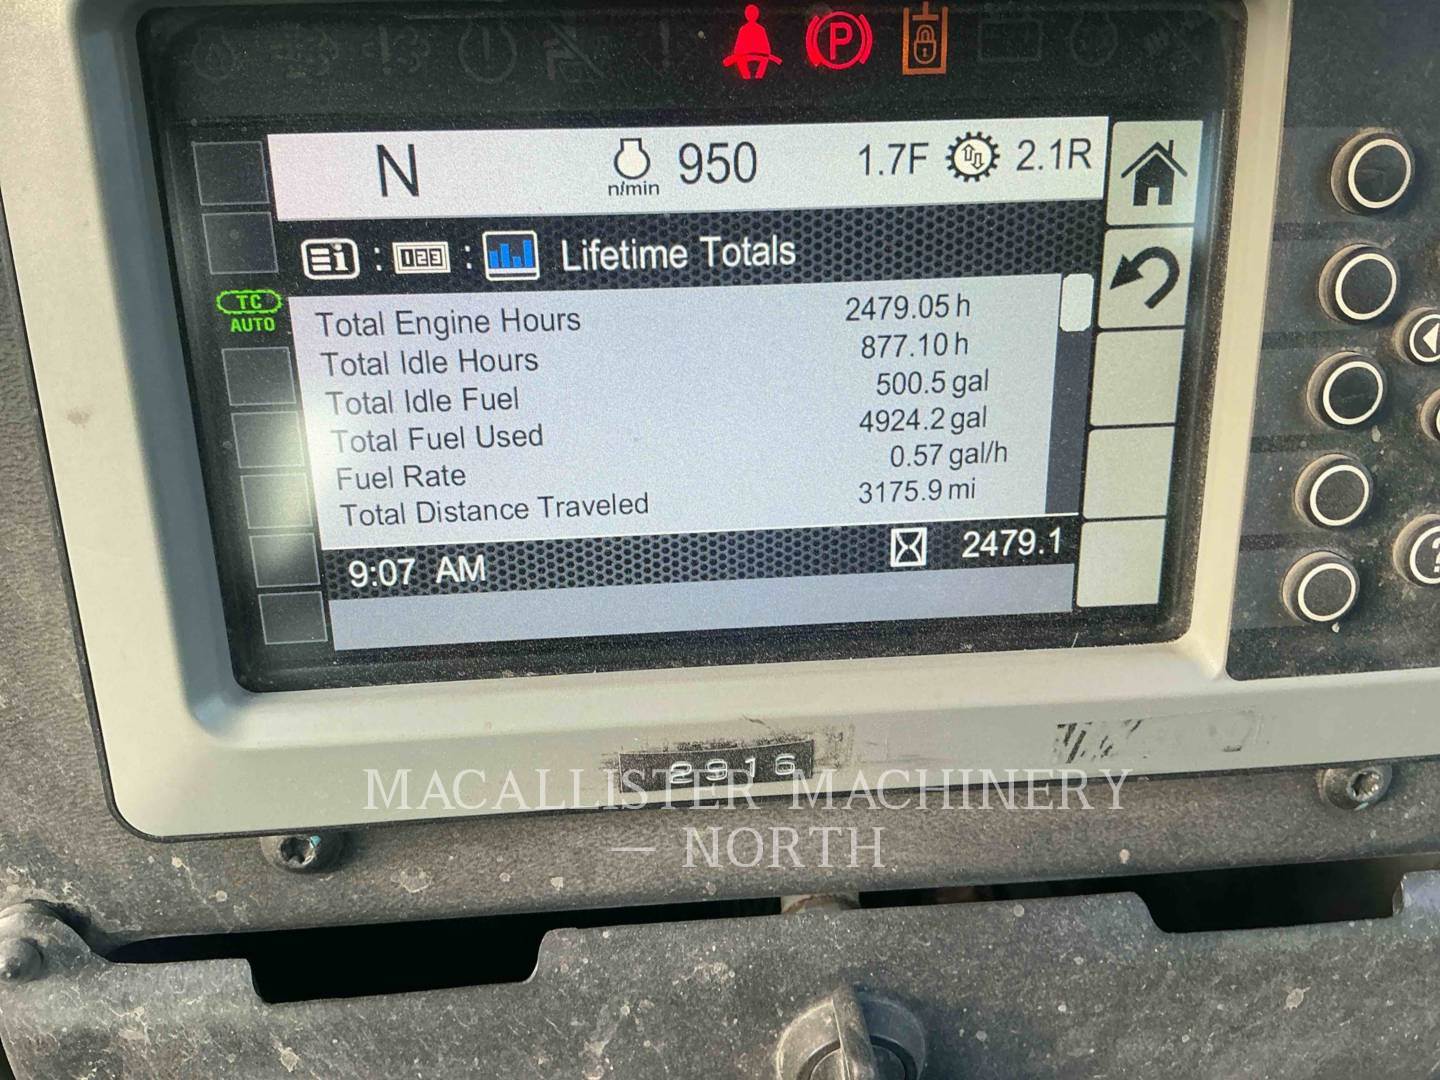 P
N n/min 950 1.7F 2.1R
i : 123 : Lifetime Totals
TC
AUTO
Total Engine Hours 2479.05 h
Total Idle Hours 877.10 h
Total Idle Fuel 500.5 gal
Total Fuel Used 4924.2 gal
Fuel Rate 0.57 gal/h
Total Distance Traveled 3175.9 mi
9:07 AM 2479.1
?
2916
MACALLISTER MACHINERY
— NORTH